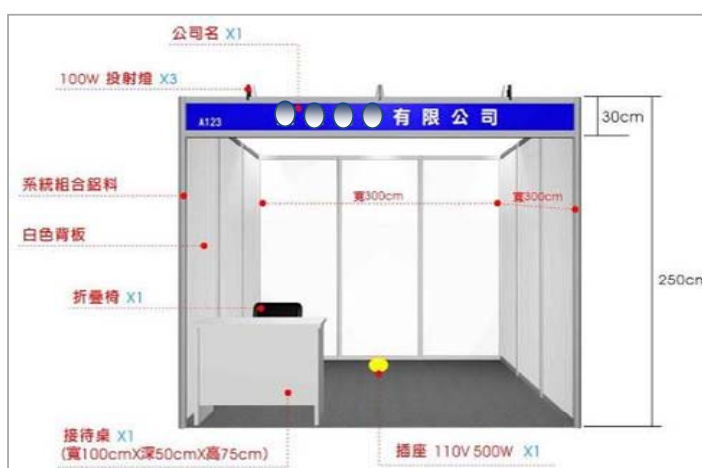 公司名 X1
100W 投射燈 X3
A123 有限公司
30cm
系統組合鋁料
寬300cm
寬300cm
白色背板
250cm
折疊椅 X1
接待桌 X1
(寬100cmX深50cmX高75cm)
插座 110V 500W X1